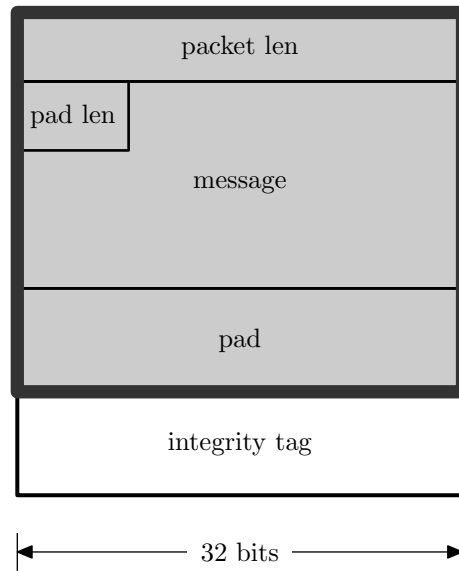 packet len
pad len
message
pad
integrity tag
32 bits